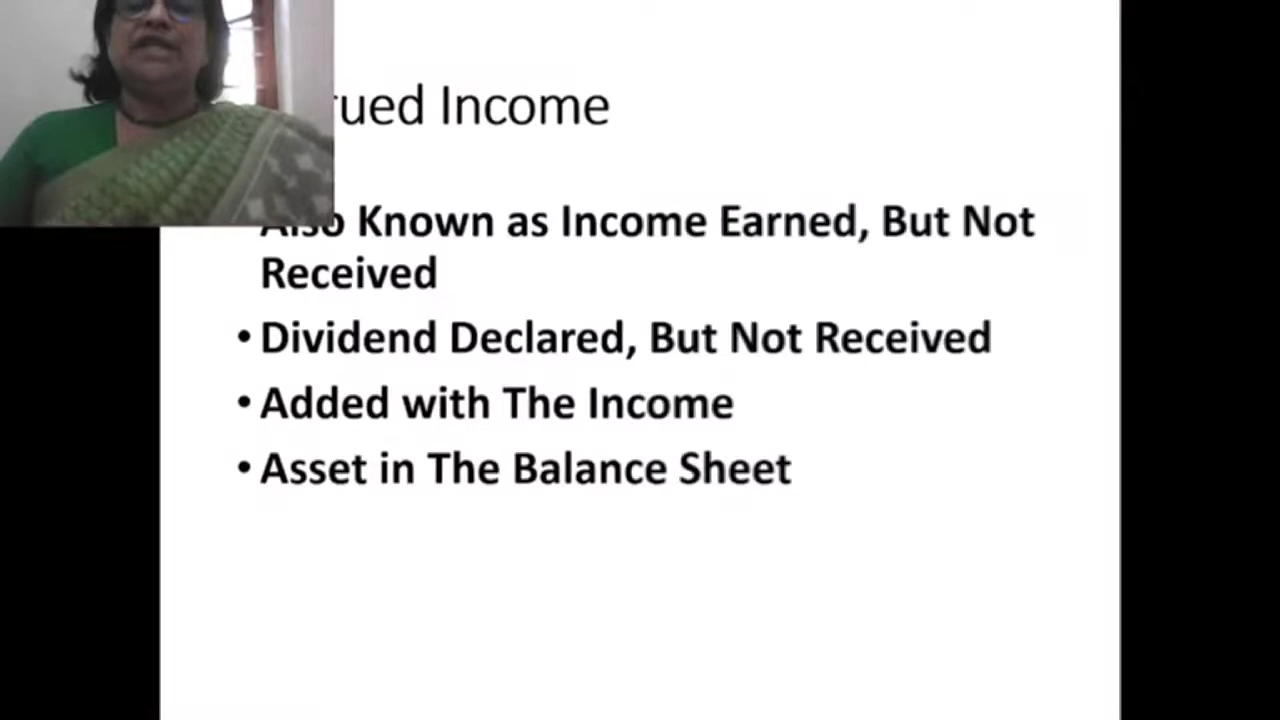 rued Income
Also Known as Income Earned, But Not
Received
• Dividend Declared, But Not Received
• Added with The Income
• Asset in The Balance Sheet